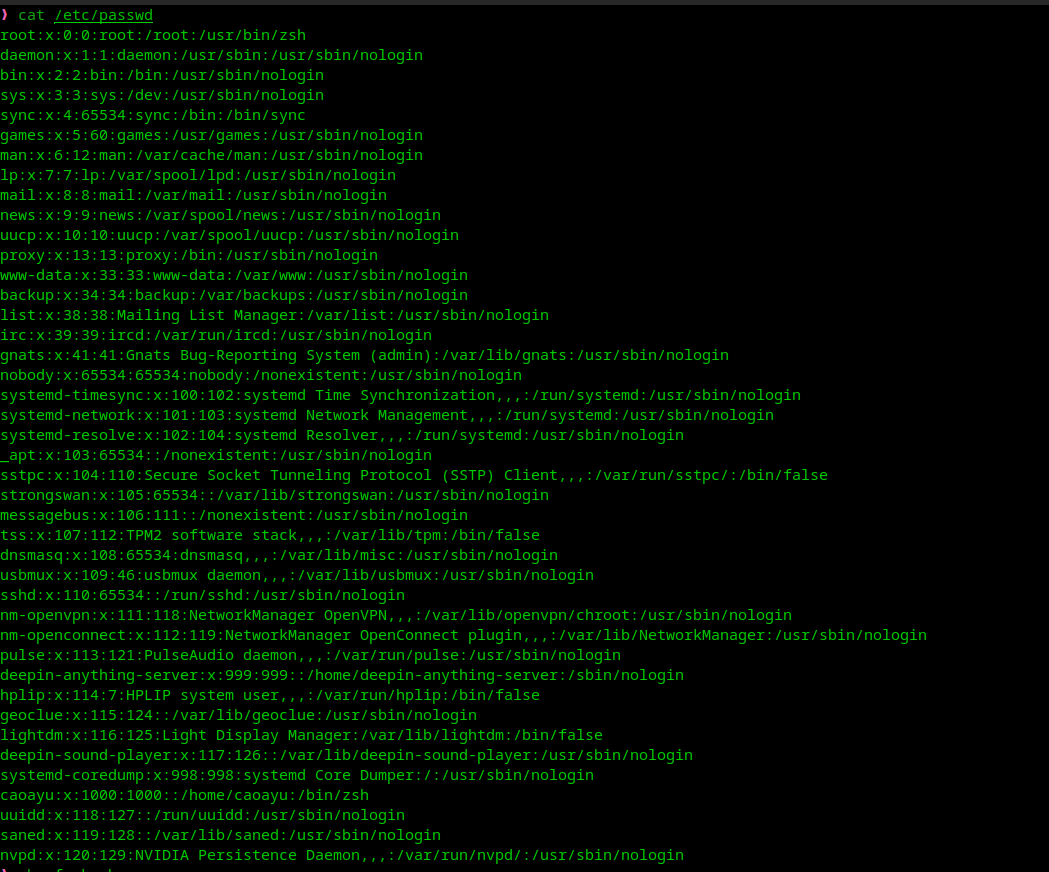 ❱ cat /etc/passwd
root:x:0:0:root:/root:/usr/bin/zsh
daemon:x:1:1:daemon:/usr/sbin:/usr/sbin/nologin
bin:x:2:2:bin:/bin:/usr/sbin/nologin
sys:x:3:3:sys:/dev:/usr/sbin/nologin
sync:x:4:65534:sync:/bin:/bin/sync
games:x:5:60:games:/usr/games:/usr/sbin/nologin
man:x:6:12:man:/var/cache/man:/usr/sbin/nologin
lp:x:7:7:lp:/var/spool/lpd:/usr/sbin/nologin
mail:x:8:8:mail:/var/mail:/usr/sbin/nologin
news:x:9:9:news:/var/spool/news:/usr/sbin/nologin
uucp:x:10:10:uucp:/var/spool/uucp:/usr/sbin/nologin
proxy:x:13:13:proxy:/bin:/usr/sbin/nologin
www-data:x:33:33:www-data:/var/www:/usr/sbin/nologin
backup:x:34:34:backup:/var/backups:/usr/sbin/nologin
list:x:38:38:Mailing List Manager:/var/list:/usr/sbin/nologin
irc:x:39:39:ircd:/var/run/ircd:/usr/sbin/nologin
gnats:x:41:41:Gnats Bug-Reporting System (admin):/var/lib/gnats:/usr/sbin/nologin
nobody:x:65534:65534:nobody:/nonexistent:/usr/sbin/nologin
systemd-timesync:x:100:102:systemd Time Synchronization,,,:/run/systemd:/usr/sbin/nologin
systemd-network:x:101:103:systemd Network Management,,,:/run/systemd:/usr/sbin/nologin
systemd-resolve:x:102:104:systemd Resolver,,,:/run/systemd:/usr/sbin/nologin
_apt:x:103:65534::/nonexistent:/usr/sbin/nologin
sstpc:x:104:110:Secure Socket Tunneling Protocol (SSTP) Client,,,:/var/run/sstpc/:/bin/false
strongswan:x:105:65534::/var/lib/strongswan:/usr/sbin/nologin
messagebus:x:106:111::/nonexistent:/usr/sbin/nologin
tss:x:107:112:TPM2 software stack,,,:/var/lib/tpm:/bin/false
dnsmasq:x:108:65534:dnsmasq,,,:/var/lib/misc:/usr/sbin/nologin
usbmux:x:109:46:usbmux daemon,,,:/var/lib/usbmux:/usr/sbin/nologin
sshd:x:110:65534::/run/sshd:/usr/sbin/nologin
nm-openvpn:x:111:118:NetworkManager OpenVPN,,,:/var/lib/openvpn/chroot:/usr/sbin/nologin
nm-openconnect:x:112:119:NetworkManager OpenConnect plugin,,,:/var/lib/NetworkManager:/usr/sbin/nologin
pulse:x:113:121:PulseAudio daemon,,,:/var/run/pulse:/usr/sbin/nologin
deepin-anything-server:x:999:999::/home/deepin-anything-server:/sbin/nologin
hplip:x:114:7:HPLIP system user,,,:/var/run/hplip:/bin/false
geoclue:x:115:124::/var/lib/geoclue:/usr/sbin/nologin
lightdm:x:116:125:Light Display Manager:/var/lib/lightdm:/bin/false
deepin-sound-player:x:117:126::/var/lib/deepin-sound-player:/usr/sbin/nologin
systemd-coredump:x:998:998:systemd Core Dumper:/:/usr/sbin/nologin
caoayu:x:1000:1000::/home/caoayu:/bin/zsh
uuidd:x:118:127::/run/uuidd:/usr/sbin/nologin
saned:x:119:128::/var/lib/saned:/usr/sbin/nologin
nvpd:x:120:129:NVIDIA Persistence Daemon,,,:/var/run/nvpd/:/usr/sbin/nologin